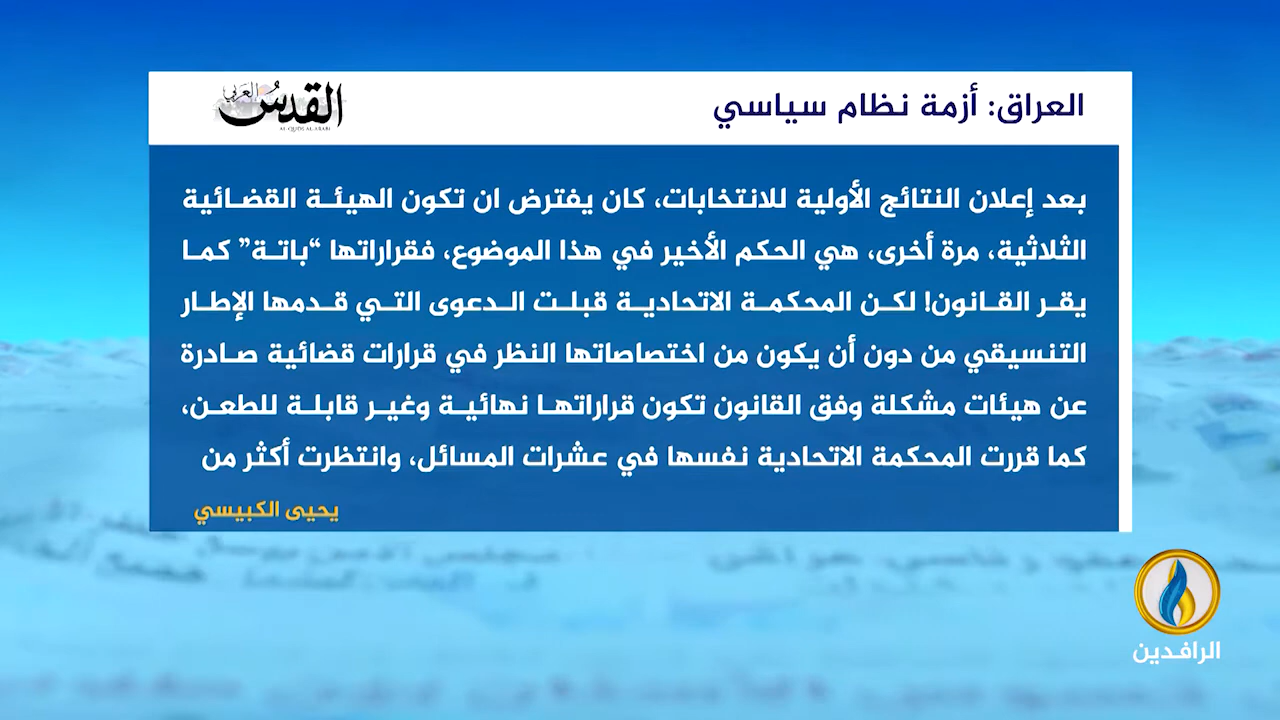 العراق: أزمة نظام سياسي
القدس العربي
AL-QUDS AL-ARABI
بعد إعلان النتائج الأولية للانتخابات، كان يفترض ان تكون الهيئة القضائية
الثلاثية، مرة أخرى، هي الحكم الأخير في هذا الموضوع، فقراراتها “باتة” كما
يقر القانون! لكن المحكمة الاتحادية قبلت الدعوى التي قدمها الإطار
التنسيقي من دون أن يكون من اختصاصاتها النظر في قرارات قضائية صادرة
عن هيئات مشكلة وفق القانون تكون قراراتها نهائية وغير قابلة للطعن،
كما قررت المحكمة الاتحادية نفسها في عشرات المسائل، وانتظرت أكثر من
يحيى الكبيسي
الرافدين